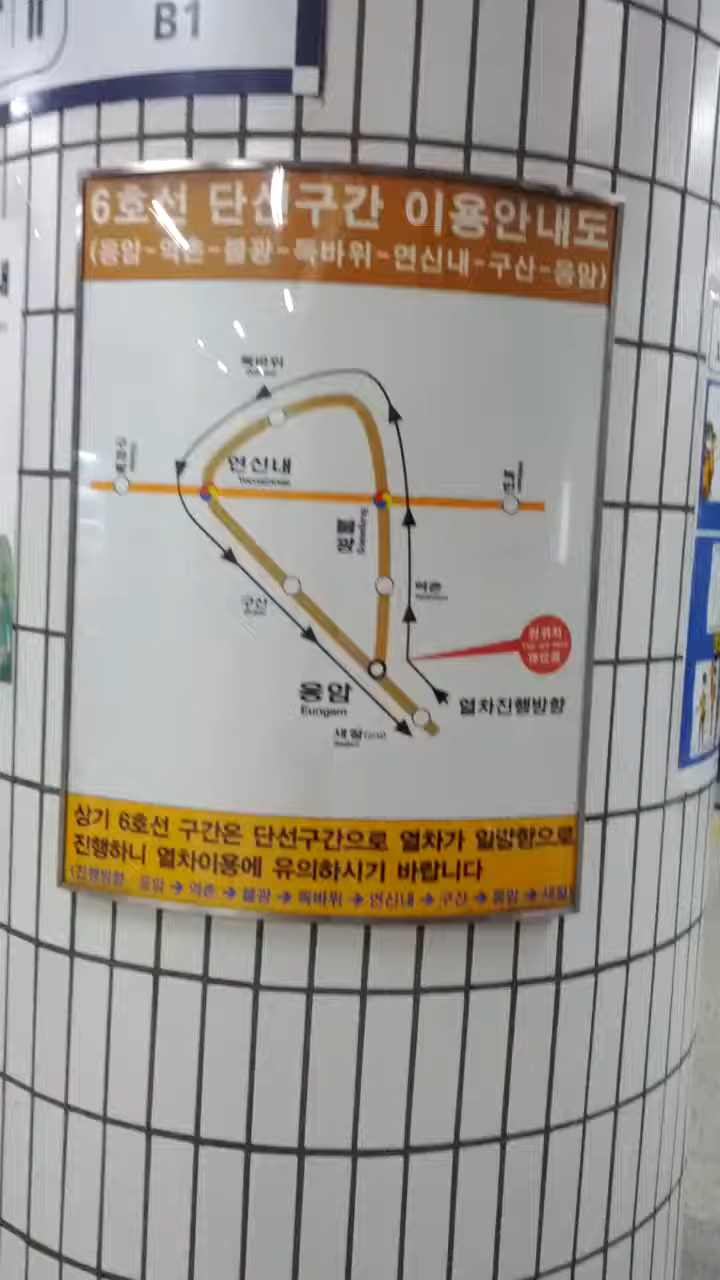 B1
6호선 단선구간 이용안내도
(응암-역촌-불광-독바위-연신내-구산-응암)
독바위
연신내
불광
구산
역촌
응암
Eungam
열차진행방향
새절
상기 6호선 구간은 단선구간으로 열차가 일방향으로
진행하니 열차이용에 유의하시기 바랍니다
(진행방향 응암 → 역촌 → 불광 → 독바위 → 연신내 → 구산 → 응암 → 새절)